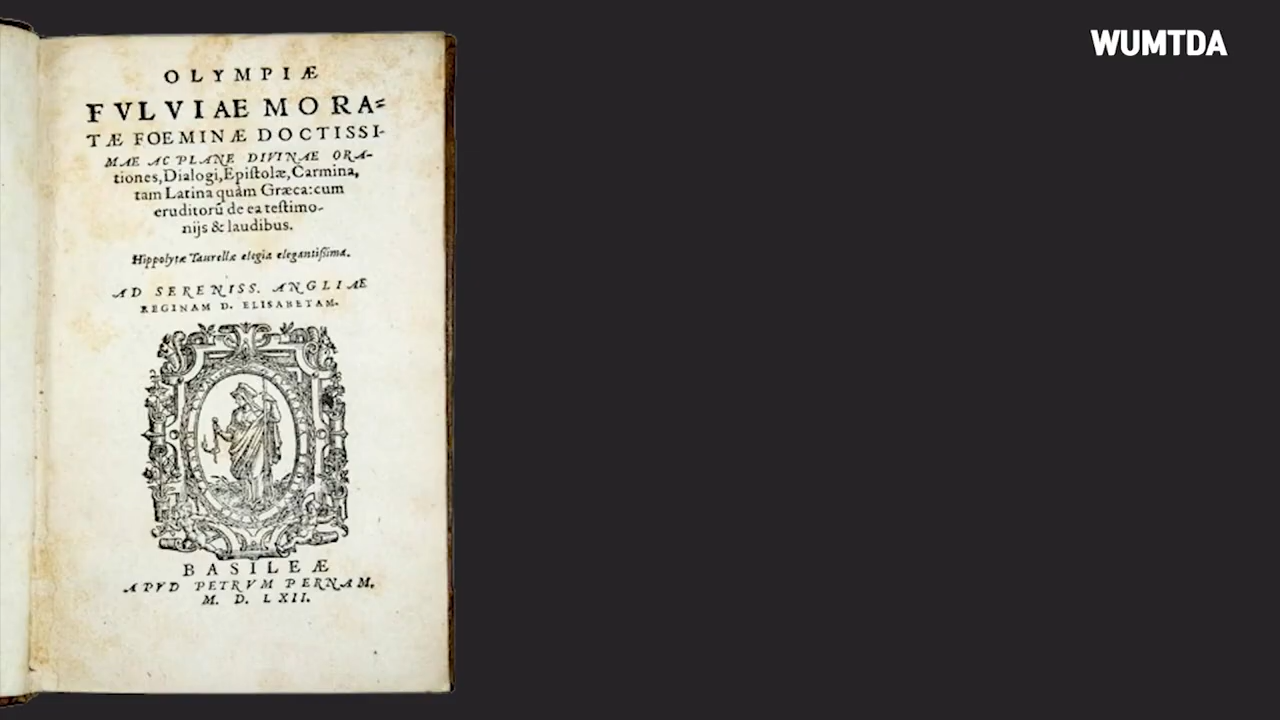 OLYMPIÆ
FVLVIAE MORA=
TÆ FOEMINÆ DOCTISSI-
MAE AC PLANE DIVINAE ORA-
tiones, Dialogi, Epiſtolæ, Carmina,
tam Latina quàm Græca: cum
eruditorũ de ea teſtimo-
nijs & laudibus.
Hippolytæ Taurellæ elegia elegantiſsima.
AD SERENISS. ANGLIAE
REGINAM D. ELISABETAM.
BASILEÆ
APVD PETRVM PERNAM.
M. D. LXII.
WUMTDA